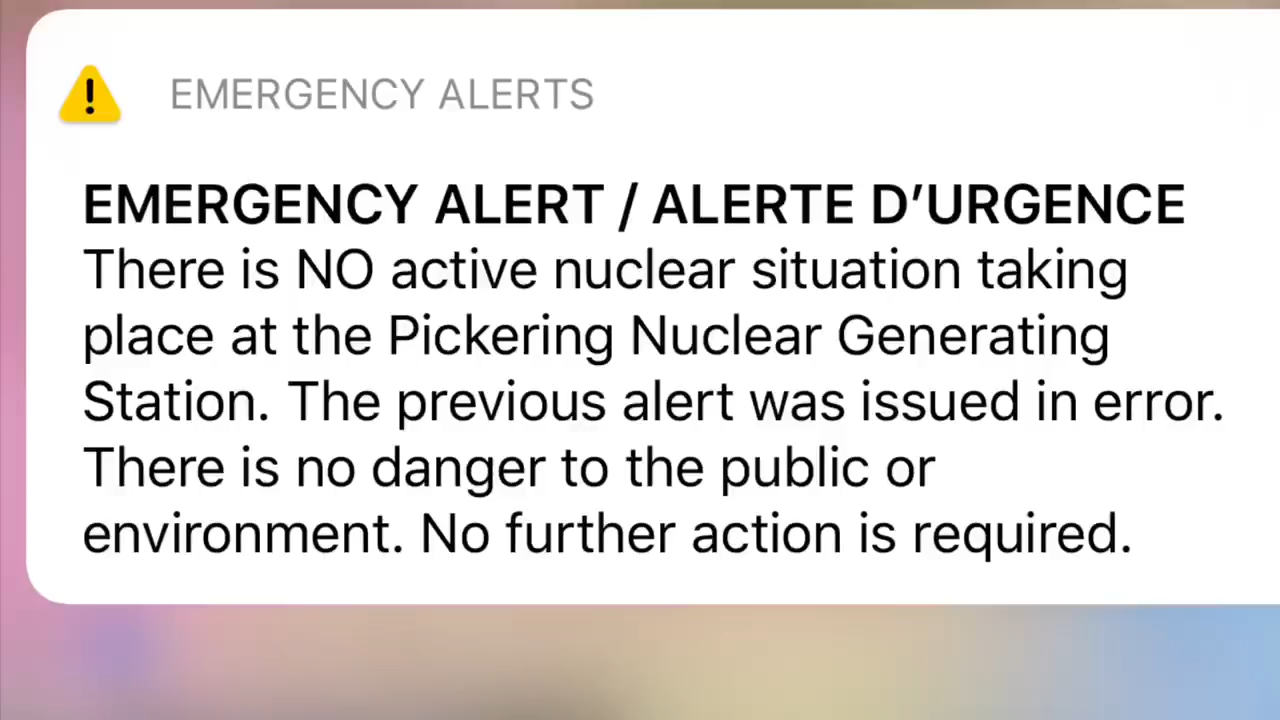 EMERGENCY ALERTS
EMERGENCY ALERT / ALERTE D’URGENCE
There is NO active nuclear situation taking
place at the Pickering Nuclear Generating
Station. The previous alert was issued in error.
There is no danger to the public or
environment. No further action is required.